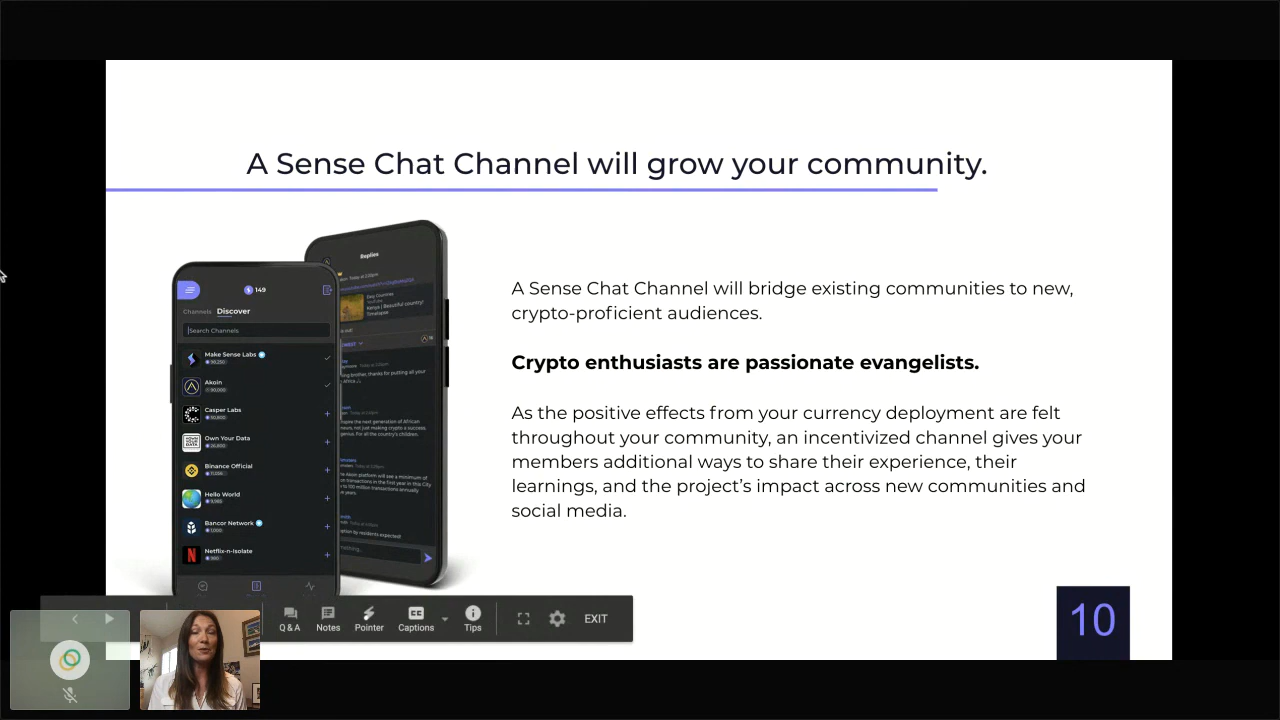 A Sense Chat Channel will grow your community.
Replies
149
Channels Discover
Search Channels
Make Sense Labs
Akoin
Casper Labs
Own Your Data
Binance Official
Hello World
Bancor Network
Netflix-n-Isolate
A Sense Chat Channel will bridge existing communities to new,
crypto-proficient audiences.
Crypto enthusiasts are passionate evangelists.
As the positive effects from your currency deployment are felt
throughout your community, an incentivized channel gives your
members additional ways to share their experience, their
learnings, and the project's impact across new communities and
social media.
Q & A Notes Pointer Captions Tips EXIT
10